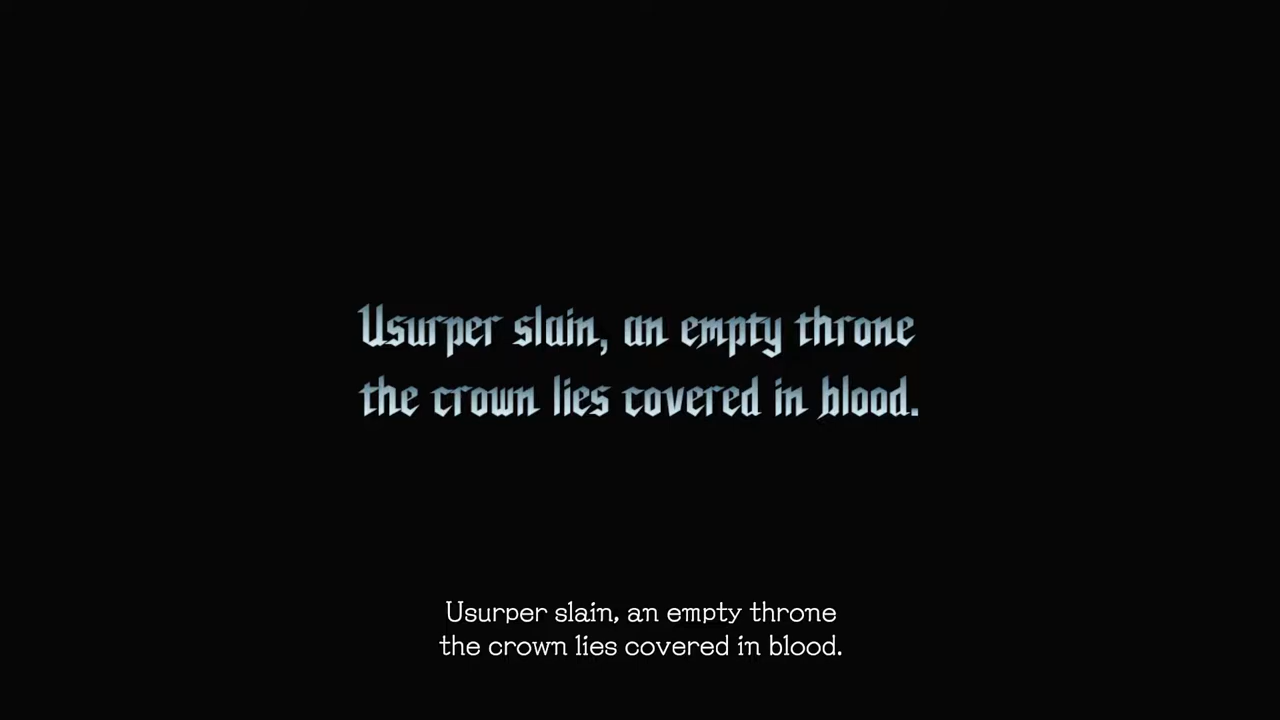 Usurper slain, an empty throne
the crown lies covered in blood.
Usurper slain, an empty throne
the crown lies covered in blood.